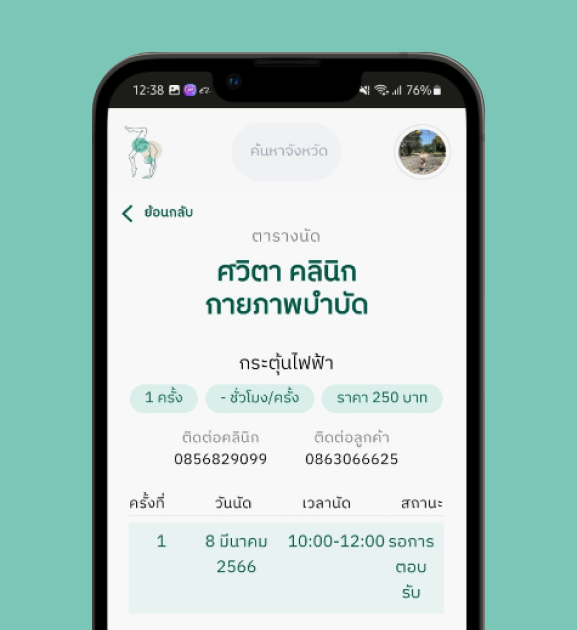 12:38 76%
ค้นหาจังหวัด
ย้อนกลับ
ตารางนัด
ศวิตา คลินิก
กายภาพบำบัด
กระตุ้นไฟฟ้า
1 ครั้ง - ชั่วโมง/ครั้ง ราคา 250 บาท
ติดต่อคลินิก ติดต่อลูกค้า
0856829099 0863066625
ครั้งที่ วันนัด เวลานัด สถานะ
1 8 มีนาคม 10:00-12:00 รอการ
2566 ตอบ
รับ